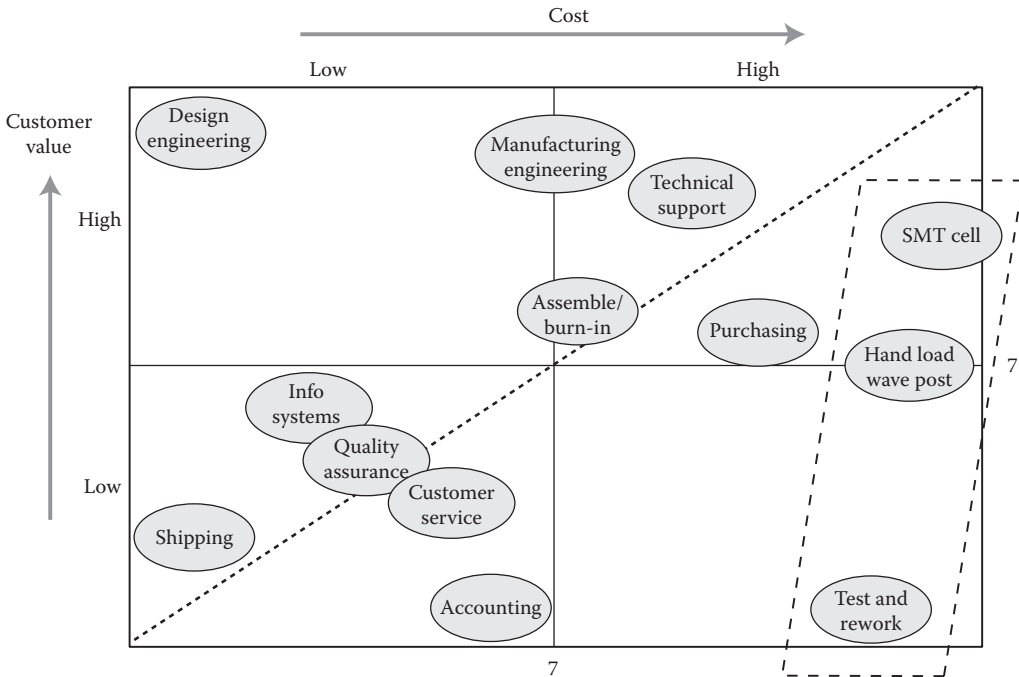 Cost
Low
High
Customer
value
High
Low
Design
engineering
Manufacturing
engineering
Technical
support
SMT cell
Assemble/
burn-in
Purchasing
Hand load
wave post
7
Info
systems
Quality
assurance
Customer
service
Shipping
Accounting
Test and
rework
7